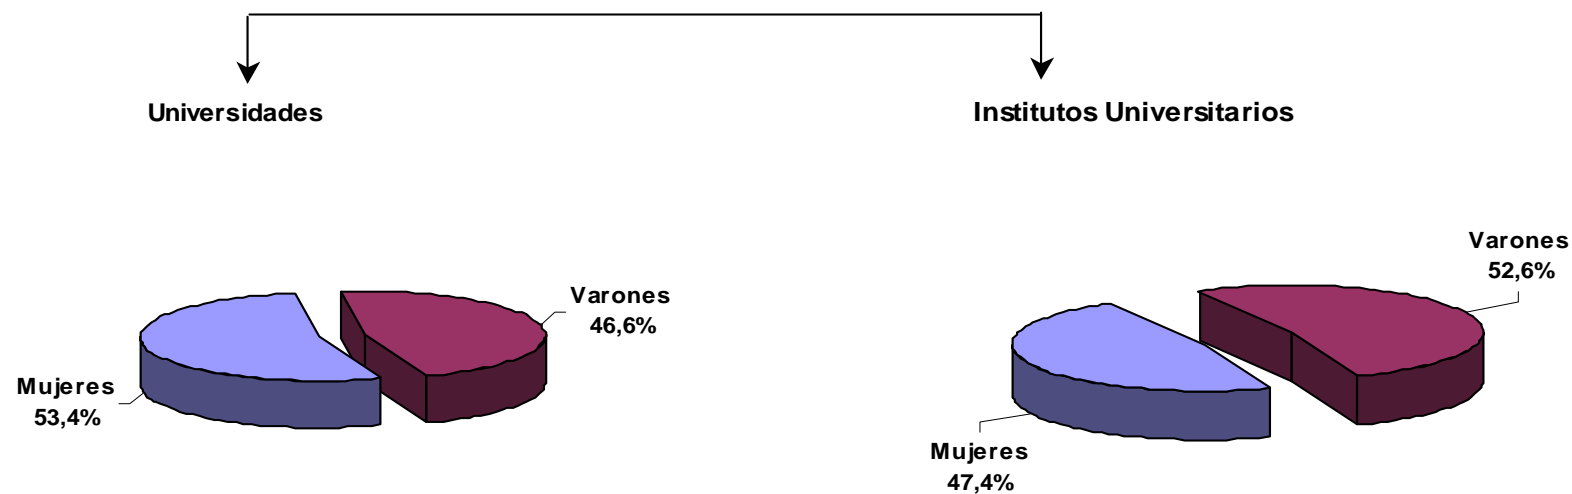 Universidades
Institutos Universitarios
Varones
46,6%
Mujeres
53,4%
Varones
52,6%
Mujeres
47,4%